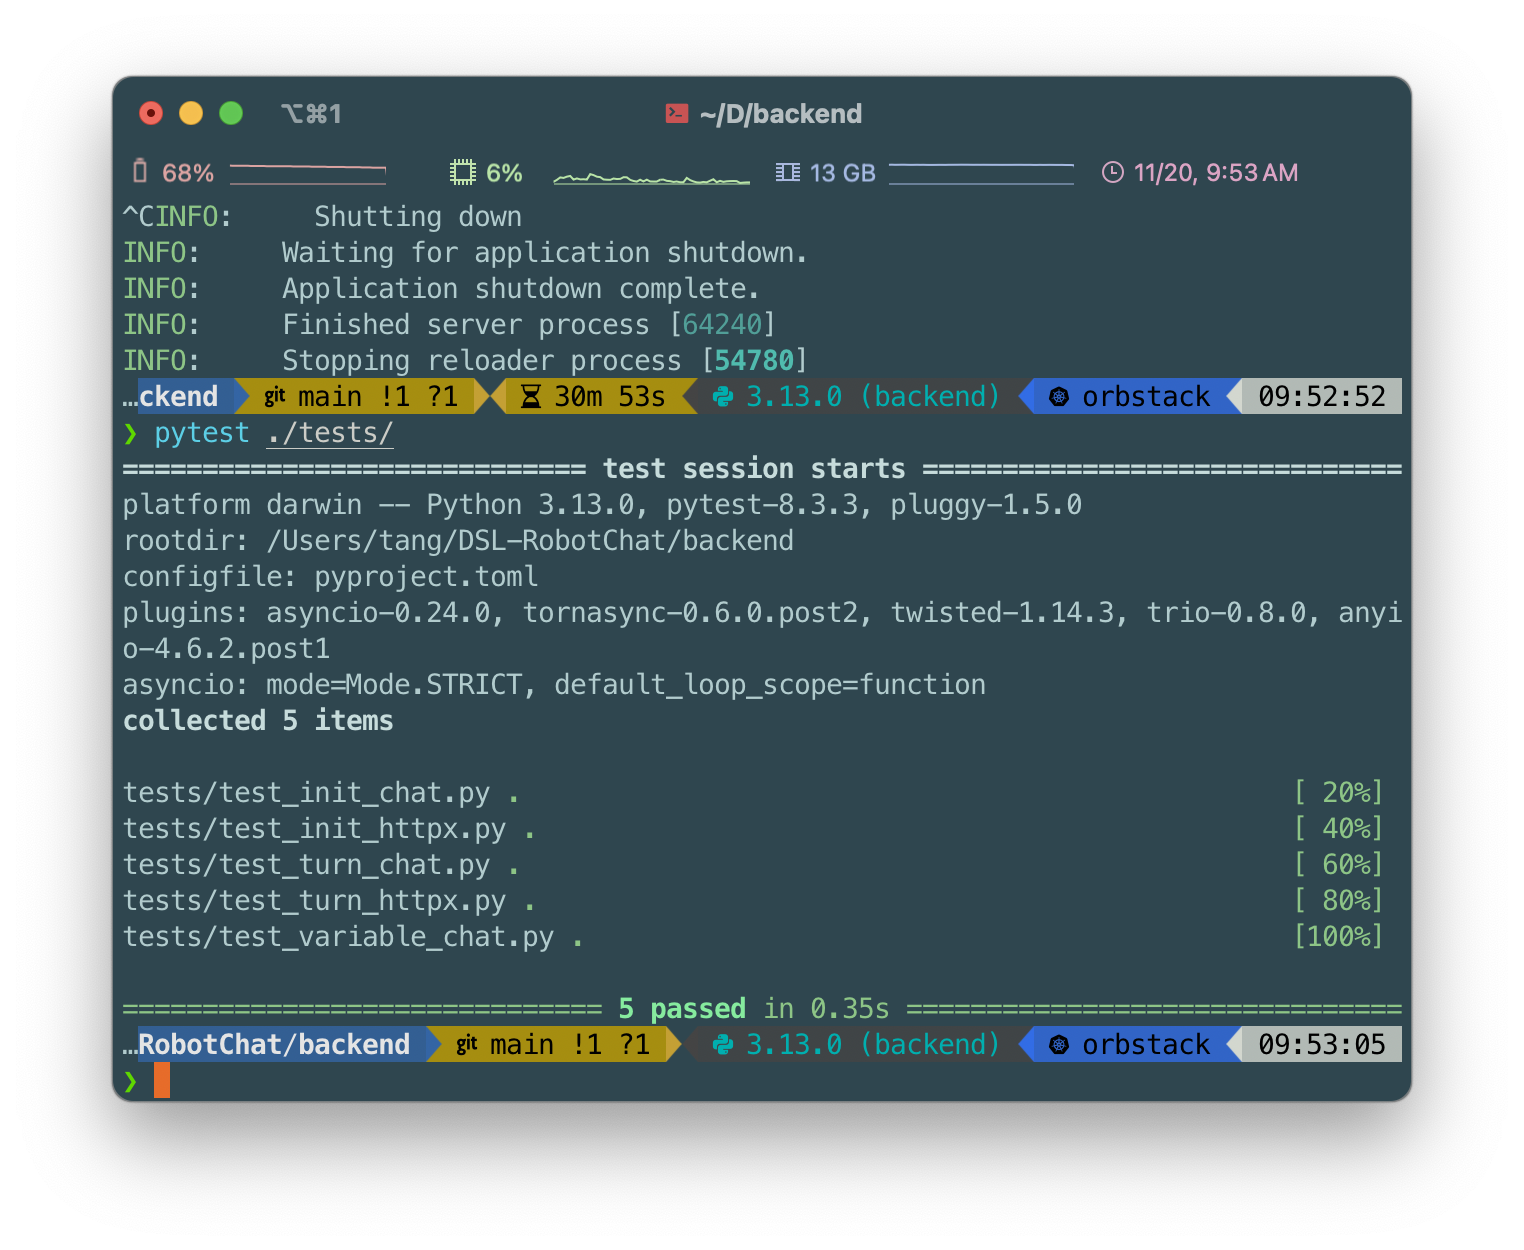 ⌥⌘1 ~/D/backend
68% 6% 13 GB 11/20, 9:53 AM
^CINFO:     Shutting down
INFO:     Waiting for application shutdown.
INFO:     Application shutdown complete.
INFO:     Finished server process [64240]
INFO:     Stopping reloader process [54780]
…ckend git main !1 ?1 30m 53s 3.13.0 (backend) orbstack 09:52:52
❯ pytest ./tests/
============================= test session starts ==============================
platform darwin -- Python 3.13.0, pytest-8.3.3, pluggy-1.5.0
rootdir: /Users/tang/DSL-RobotChat/backend
configfile: pyproject.toml
plugins: asyncio-0.24.0, tornasync-0.6.0.post2, twisted-1.14.3, trio-0.8.0, anyi
o-4.6.2.post1
asyncio: mode=Mode.STRICT, default_loop_scope=function
collected 5 items
tests/test_init_chat.py . [ 20%]
tests/test_init_httpx.py . [ 40%]
tests/test_turn_chat.py . [ 60%]
tests/test_turn_httpx.py . [ 80%]
tests/test_variable_chat.py . [100%]
============================== 5 passed in 0.35s ===============================
…RobotChat/backend git main !1 ?1 3.13.0 (backend) orbstack 09:53:05
❯